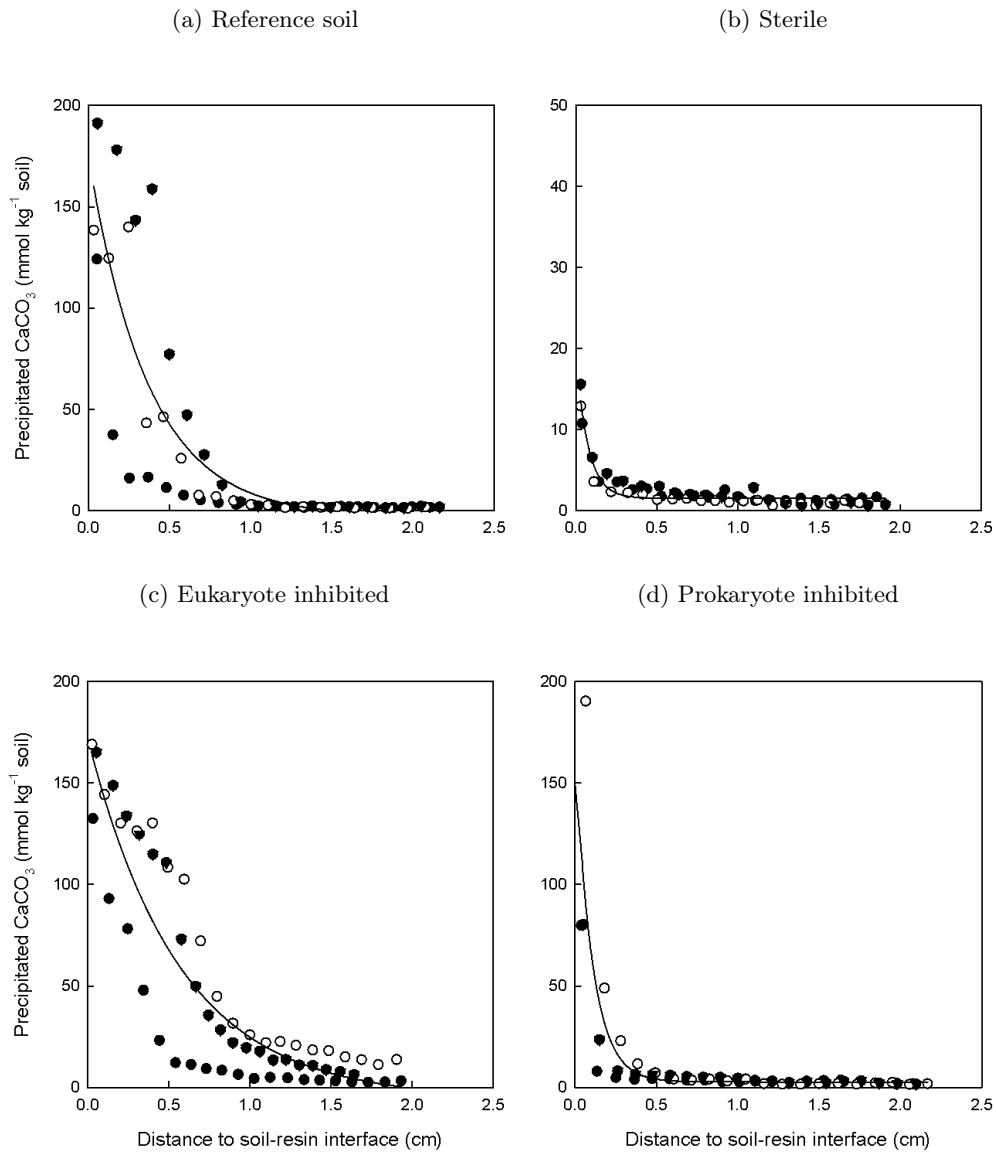 (a) Reference soil
(b) Sterile
200
150
100
50
0
0.0 0.5 1.0 1.5 2.0 2.5
Precipitated CaCO₃ (mmol kg⁻¹ soil)
50
40
30
20
10
0
0.0 0.5 1.0 1.5 2.0 2.5
(c) Eukaryote inhibited
(d) Prokaryote inhibited
200
150
100
50
0
0.0 0.5 1.0 1.5 2.0 2.5
Precipitated CaCO₃ (mmol kg⁻¹ soil)
Distance to soil-resin interface (cm)
200
150
100
50
0
0.0 0.5 1.0 1.5 2.0 2.5
Distance to soil-resin interface (cm)